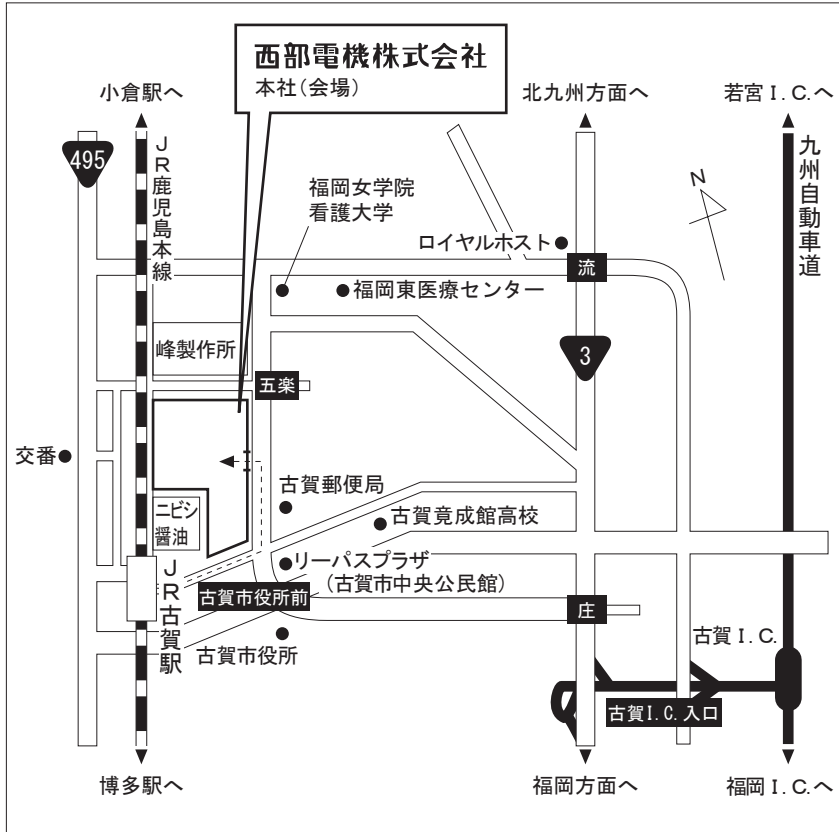 西部電機株式会社
本社(会場)
小倉駅へ
北九州方面へ
若宮I.C.へ
495
JR鹿児島本線
九州自動車道
福岡女学院
看護大学
N
ロイヤルホスト
流
福岡東医療センター
峰製作所
3
五楽
交番
古賀郵便局
ニビシ
醤油
古賀竟成館高校
リーパスプラザ
(古賀市中央公民館)
JR古賀駅
古賀市役所前
庄
古賀市役所
古賀I.C.
古賀I.C.入口
博多駅へ
福岡方面へ
福岡I.C.へ